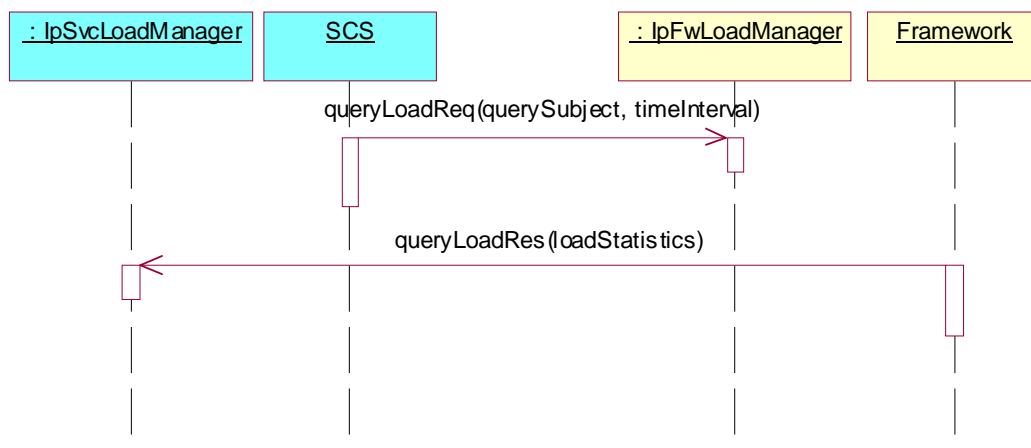 : IpSvcLoadManager
SCS
: IpFwLoadManager
Framework
queryLoadReq(querySubject, timeInterval)
queryLoadRes(loadStatistics)